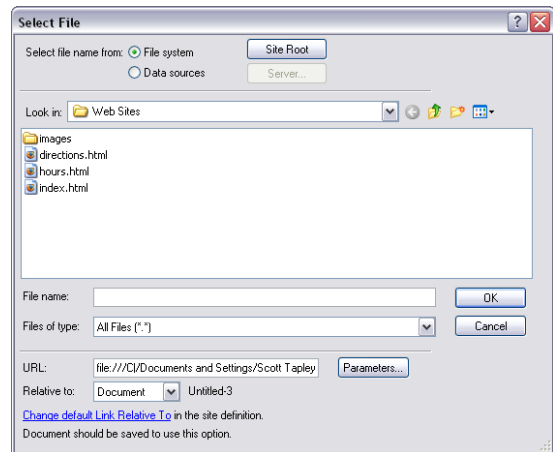 Select File
Select file name from: File system Site Root
Data sources Server...
Look in: Web Sites
images
directions.html
hours.html
index.html
File name: OK
Files of type: All Files (*.*) Cancel
URL: file:///C|/Documents and Settings/Scott Tapley Parameters...
Relative to: Document Untitled-3
Change default Link Relative To in the site definition.
Document should be saved to use this option.